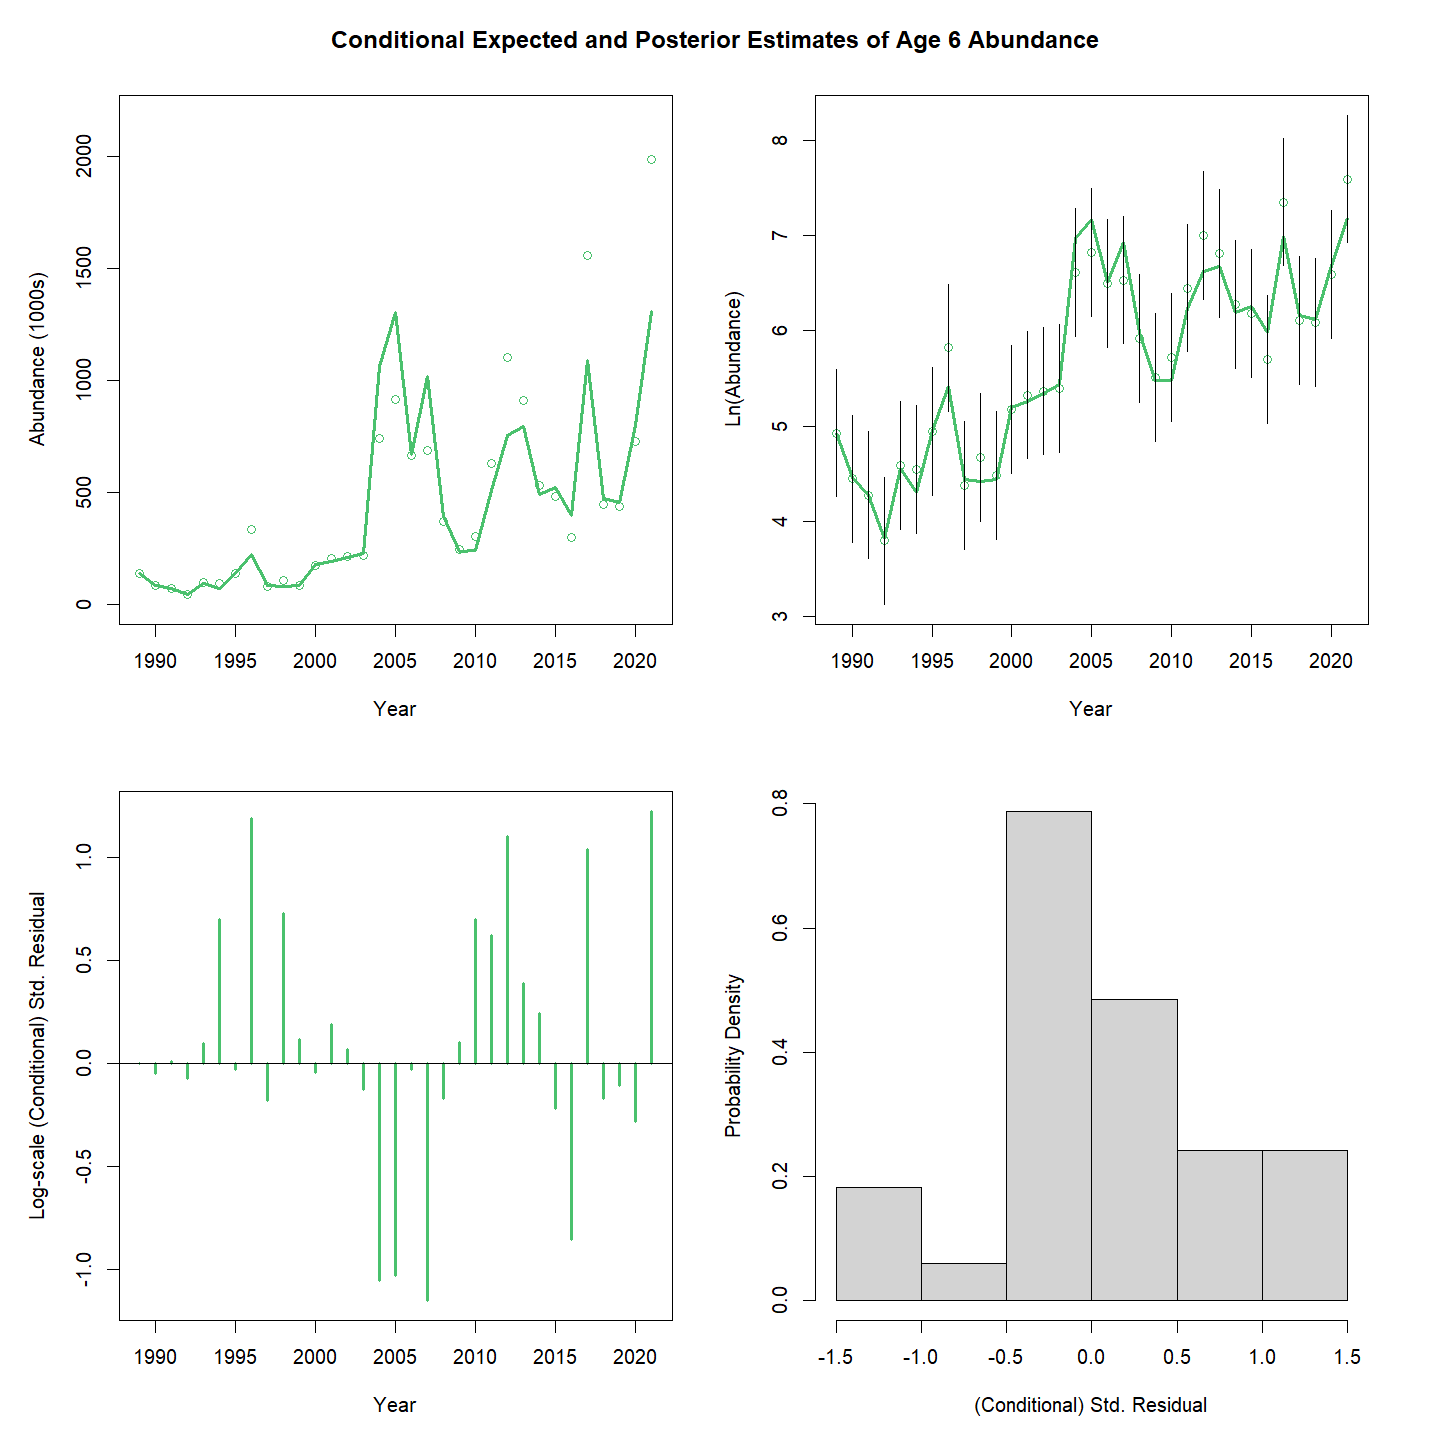 Conditional Expected and Posterior Estimates of Age 6 Abundance
Abundance (1000s)
2000
1500
1000
500
0
1990 1995 2000 2005 2010 2015 2020
Year
Ln(Abundance)
8
7
6
5
4
3
1990 1995 2000 2005 2010 2015 2020
Year
Log-scale (Conditional) Std. Residual
1.0
0.5
0.0
-0.5
-1.0
1990 1995 2000 2005 2010 2015 2020
Year
Probability Density
0.8
0.6
0.4
0.2
0.0
-1.5 -1.0 -0.5 0.0 0.5 1.0 1.5
(Conditional) Std. Residual